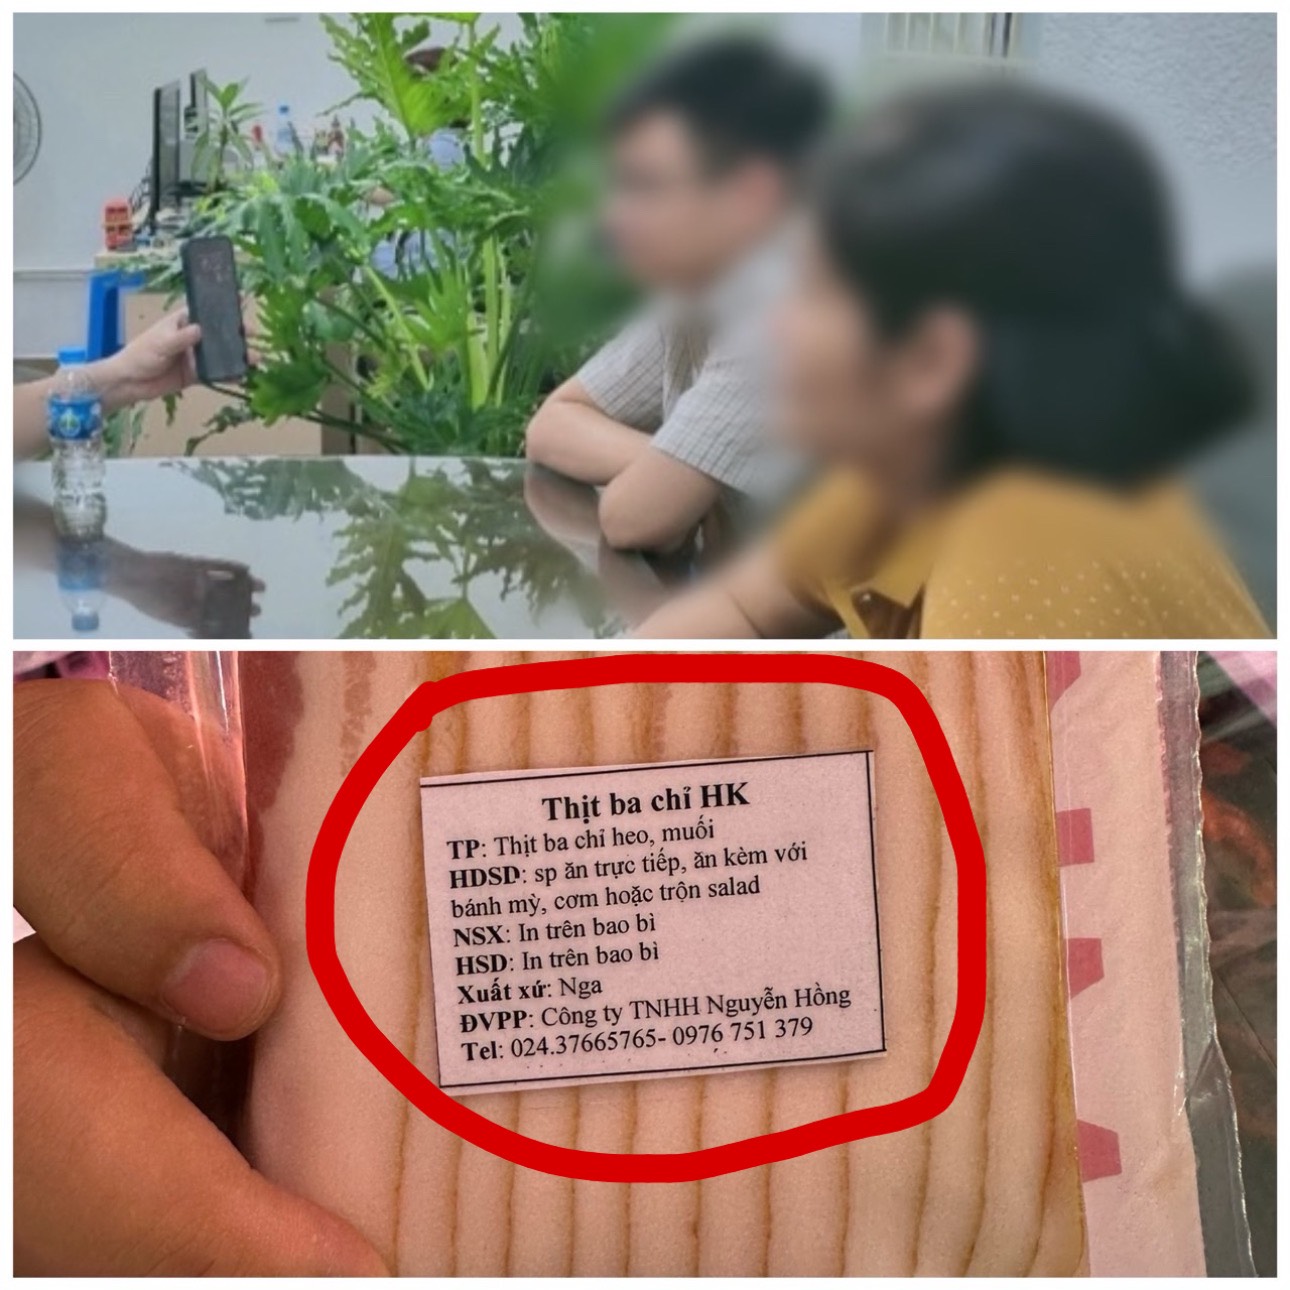 Thịt ba chỉ HK
TP: Thịt ba chỉ heo, muối
HDSD: sp ăn trực tiếp, ăn kèm với
bánh mỳ, cơm hoặc trộn salad
NSX: In trên bao bì
HSD: In trên bao bì
Xuất xứ: Nga
ĐVPP: Công ty TNHH Nguyễn Hồng
Tel: 024.37665765- 0976 751 379